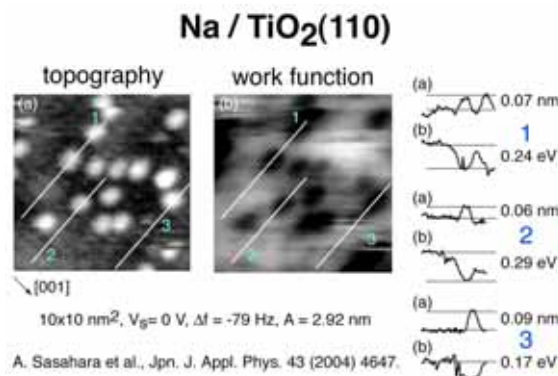 Na / TiO2(110)
topography work function
(a) 1 2 3
(b) 1 2 3
[001]
(a) 0.07 nm
1
(b) 0.24 eV
(a) 0.06 nm
2
(b) 0.29 eV
(a) 0.09 nm
3
(b) 0.17 eV
10x10 nm2, VS= 0 V, Δf = -79 Hz, A = 2.92 nm
A. Sasahara et al., Jpn. J. Appl. Phys. 43 (2004) 4647.